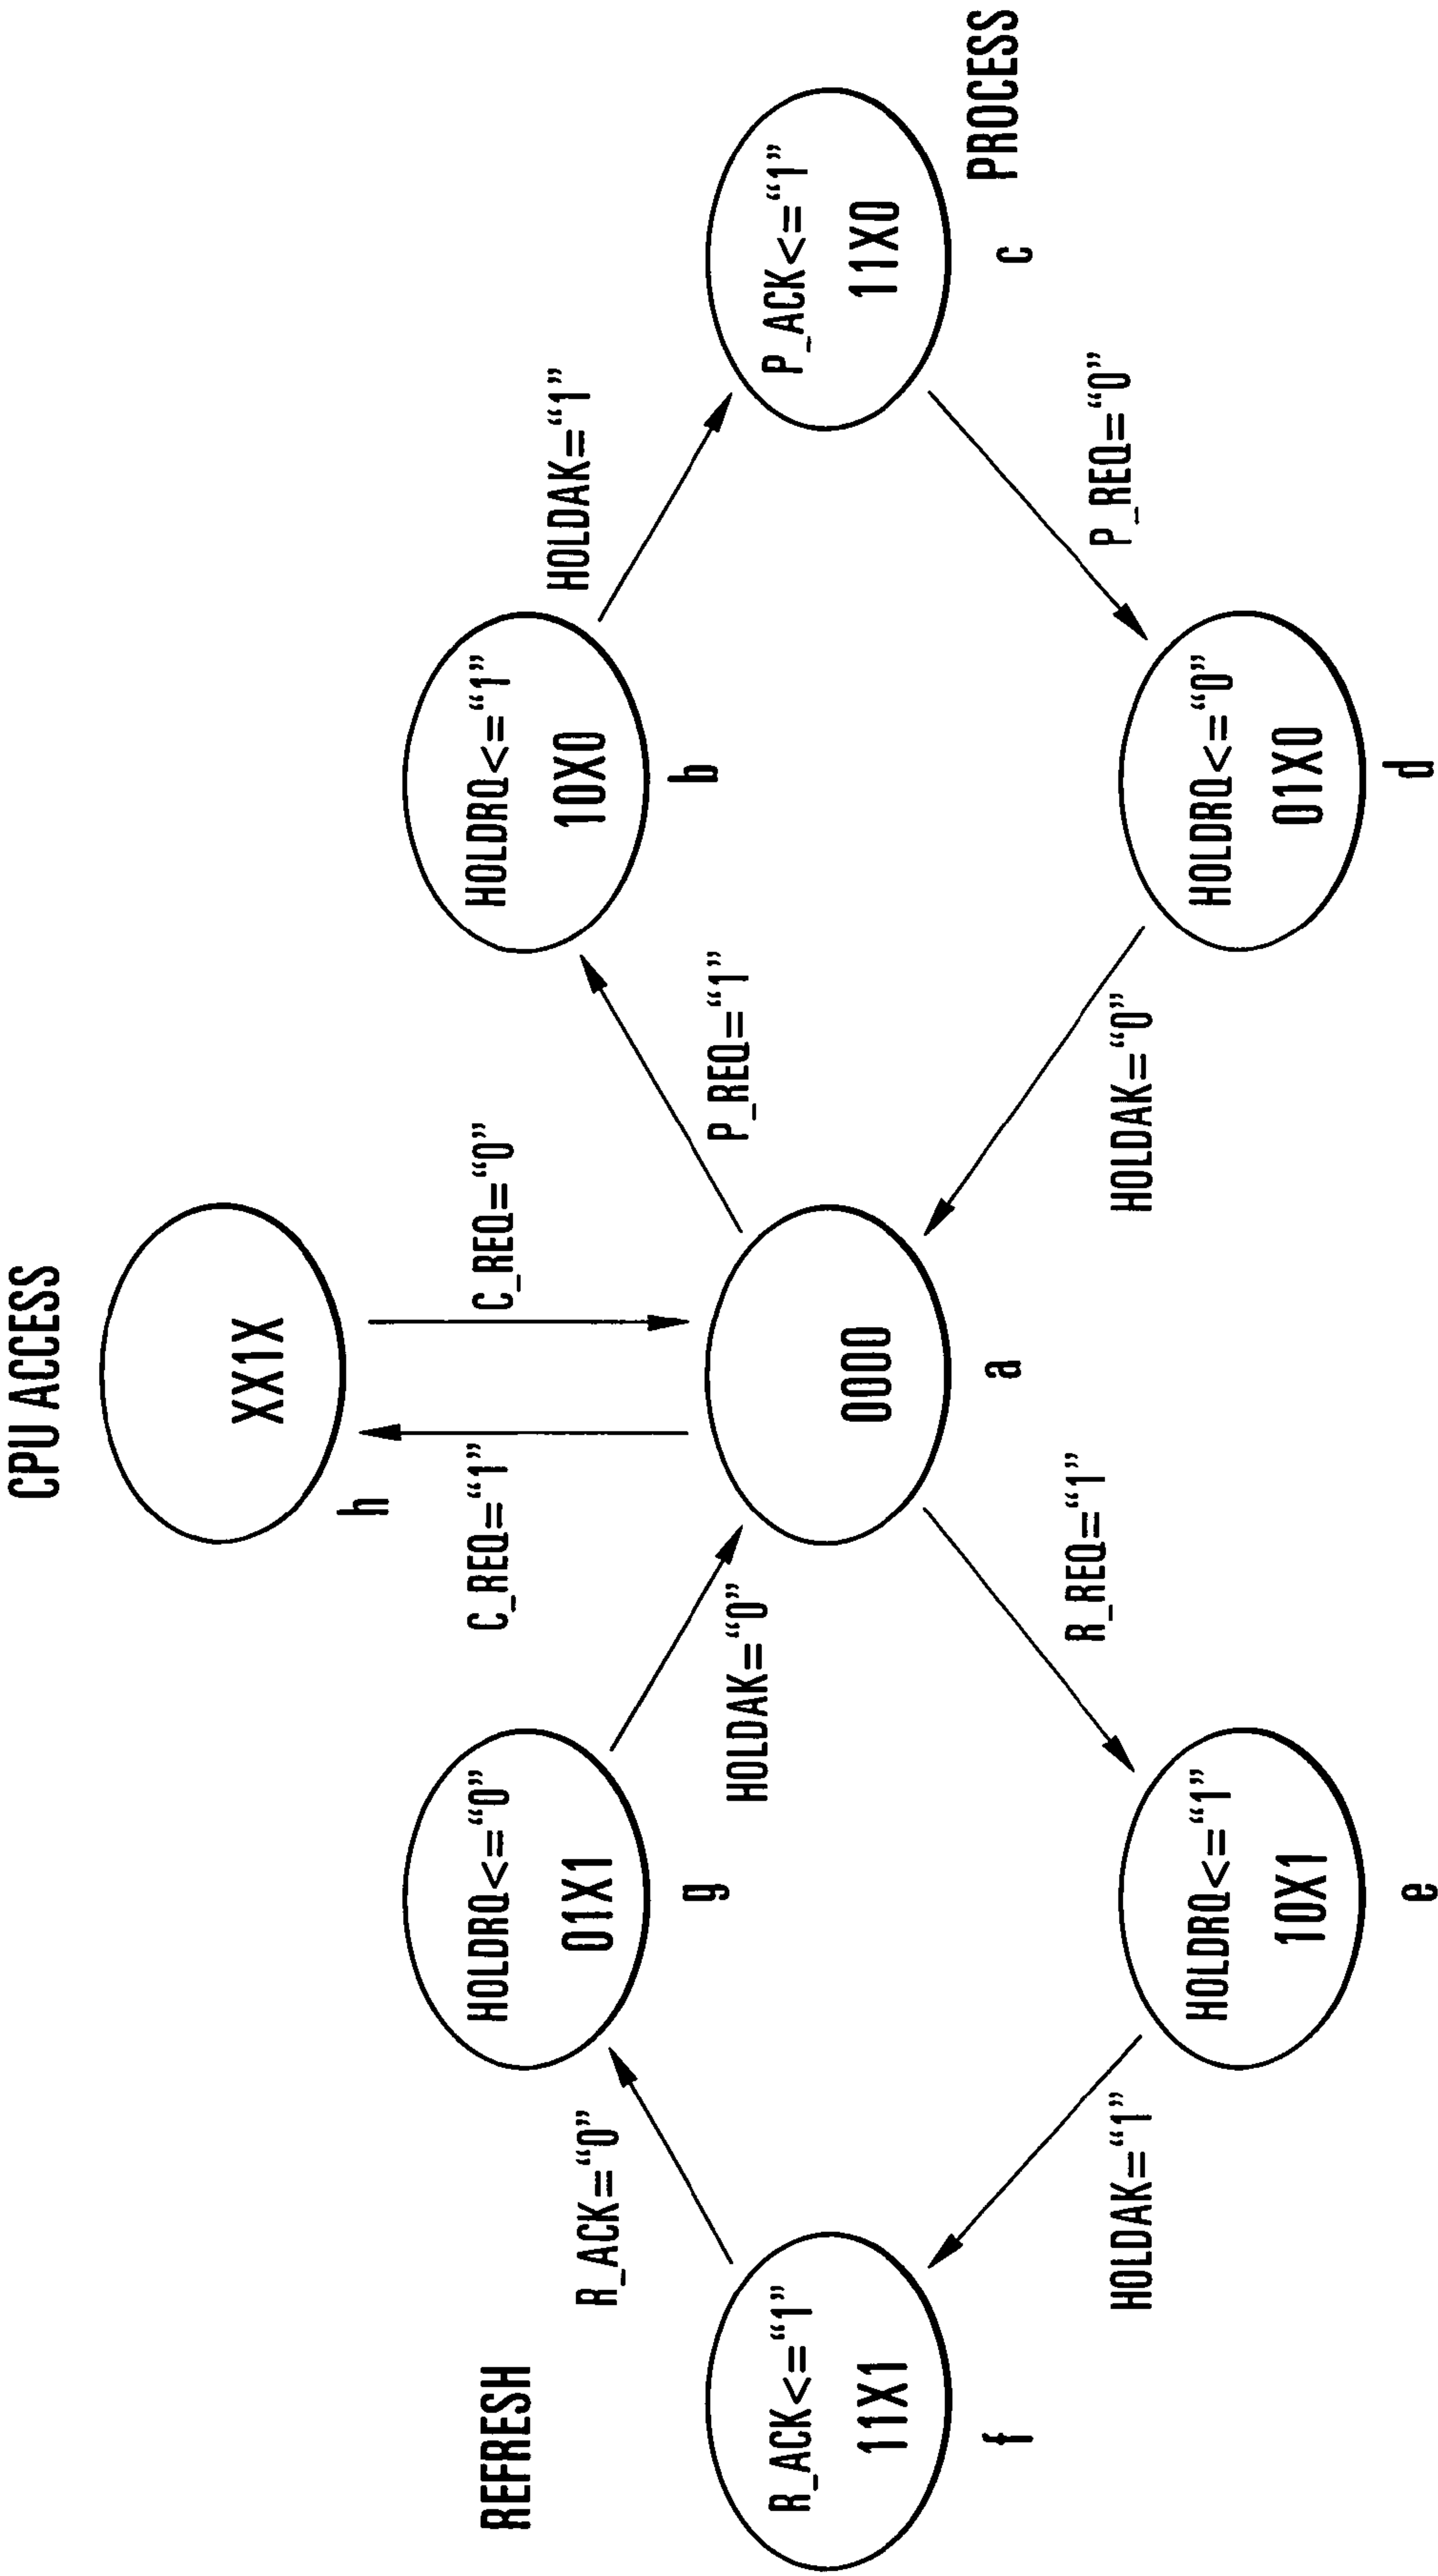 CPU ACCESS
XX1X
h
C_REQ="1"
C_REQ="0"
REFRESH
HOLDRQ<="0"
01X1
g
HOLDRQ<="1"
10X0
b
R_ACK="0"
HOLDAK="0"
P_REQ="1"
HOLDAK="1"
R_ACK<="1"
11X1
f
0000
a
P_ACK<="1"
11X0
c
PROCESS
HOLDAK="1"
R_REQ="1"
HOLDAK="0"
P_REQ="0"
HOLDRQ<="1"
10X1
e
HOLDRQ<="0"
01X0
d